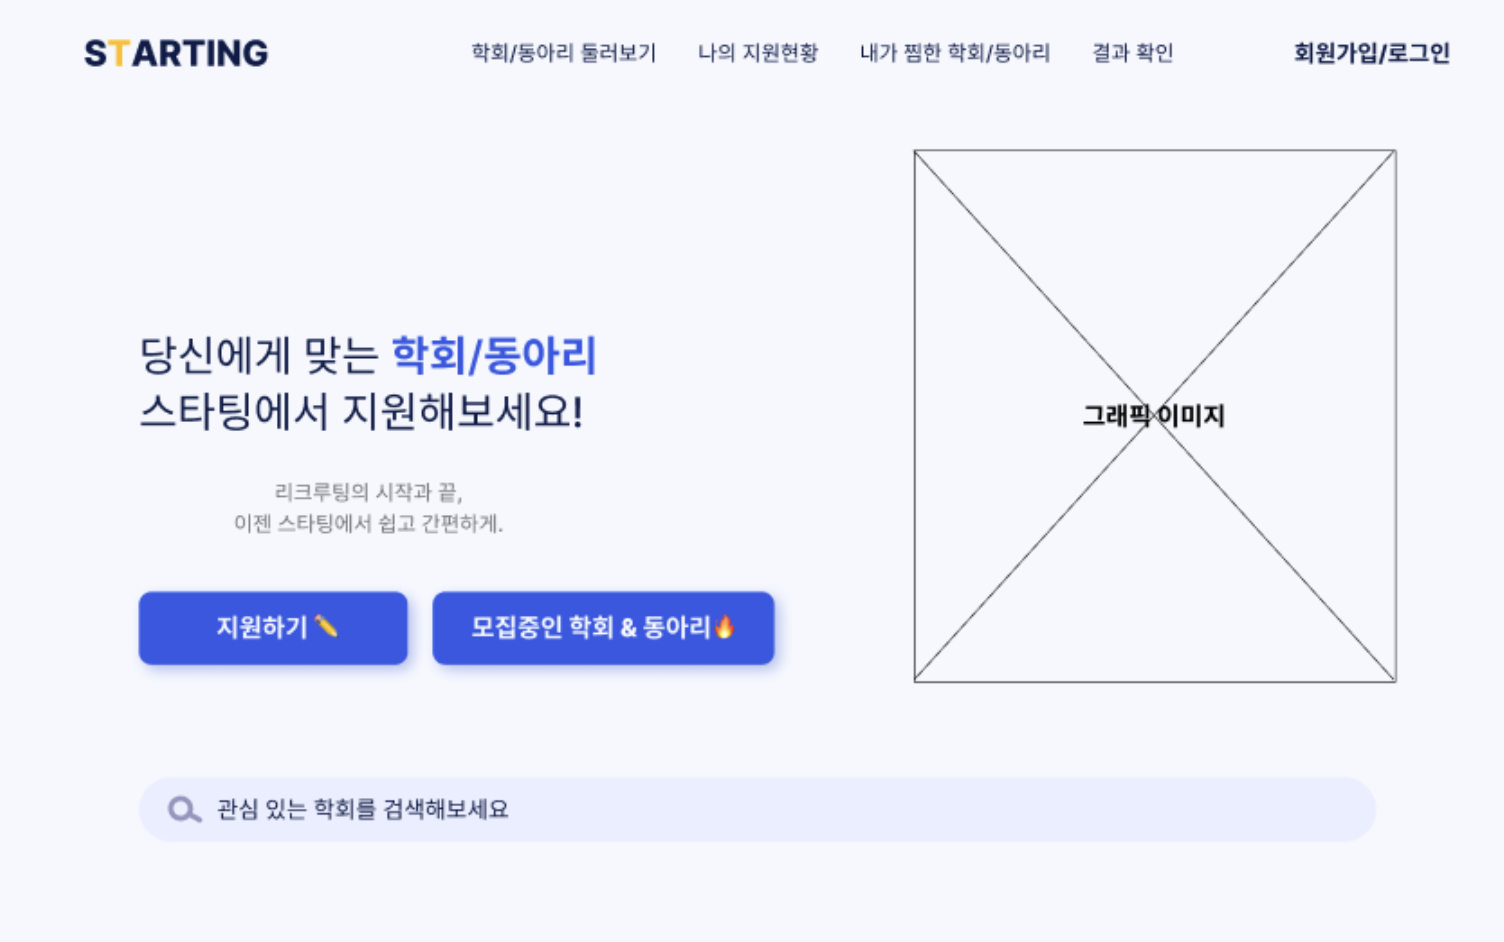 STARTING
학회/동아리 둘러보기
나의 지원현황
내가 찜한 학회/동아리
결과 확인
회원가입/로그인
당신에게 맞는 학회/동아리
스타팅에서 지원해보세요!
리크루팅의 시작과 끝,
이젠 스타팅에서 쉽고 간편하게.
지원하기✏️
모집중인 학회 & 동아리🔥
그래픽 이미지
관심 있는 학회를 검색해보세요